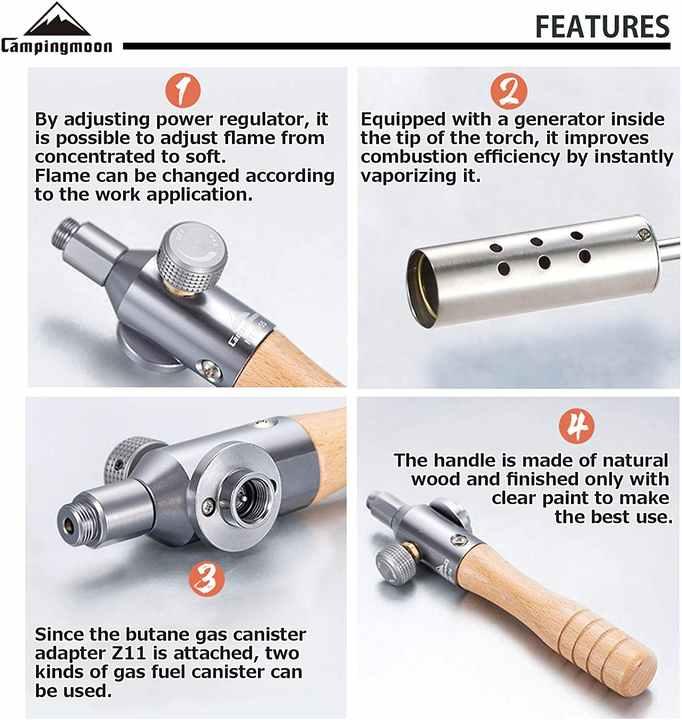 Campingmoon
FEATURES
1
By adjusting power regulator, it
is possible to adjust flame from
concentrated to soft.
Flame can be changed according
to the work application.
2
Equipped with a generator inside
the tip of the torch, it improves
combustion efficiency by instantly
vaporizing it.
3
Since the butane gas canister
adapter Z11 is attached, two
kinds of gas fuel canister can
be used.
4
The handle is made of natural
wood and finished only with
clear paint to make
the best use.